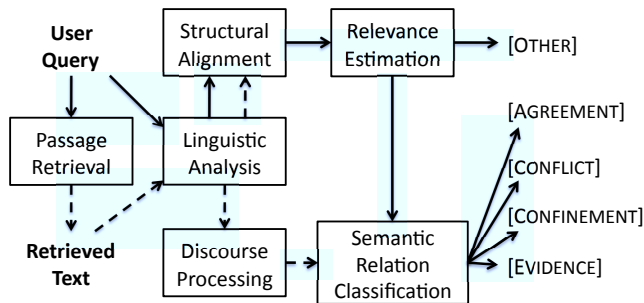 User
Query
Structural
Alignment
Relevance
Estimation
[OTHER]
Passage
Retrieval
Linguistic
Analysis
[AGREEMENT]
[CONFLICT]
[CONFINEMENT]
[EVIDENCE]
Retrieved
Text
Discourse
Processing
Semantic
Relation
Classification